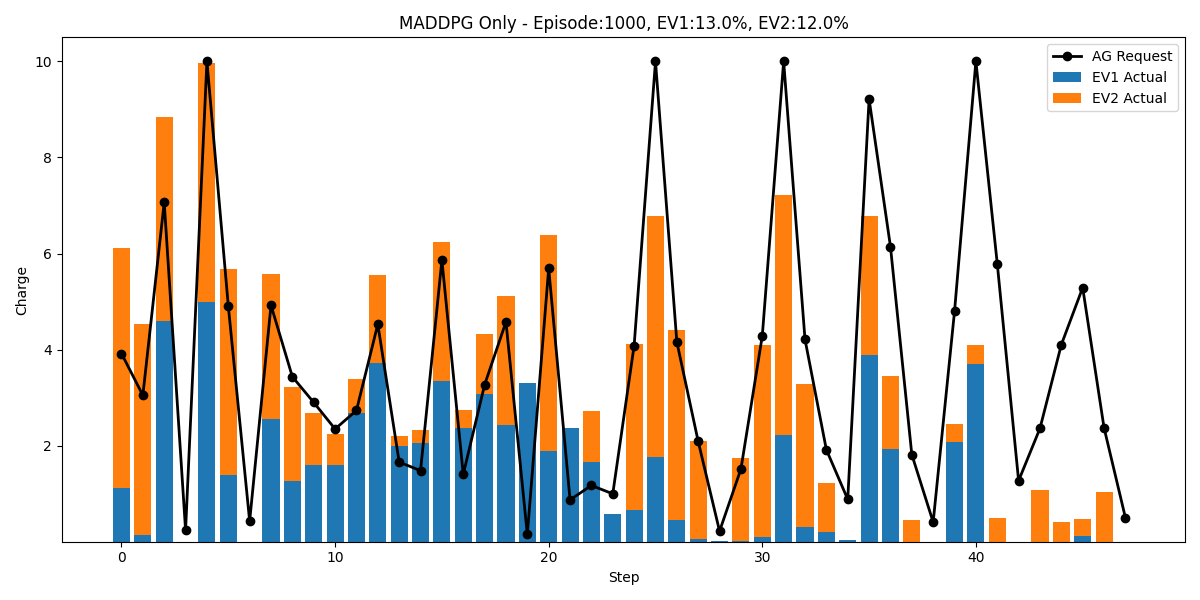 MADDPG Only - Episode:1000, EV1:13.0%, EV2:12.0%
AG Request
EV1 Actual
EV2 Actual
Charge
10
8
6
4
2
0
10
20
30
40
Step